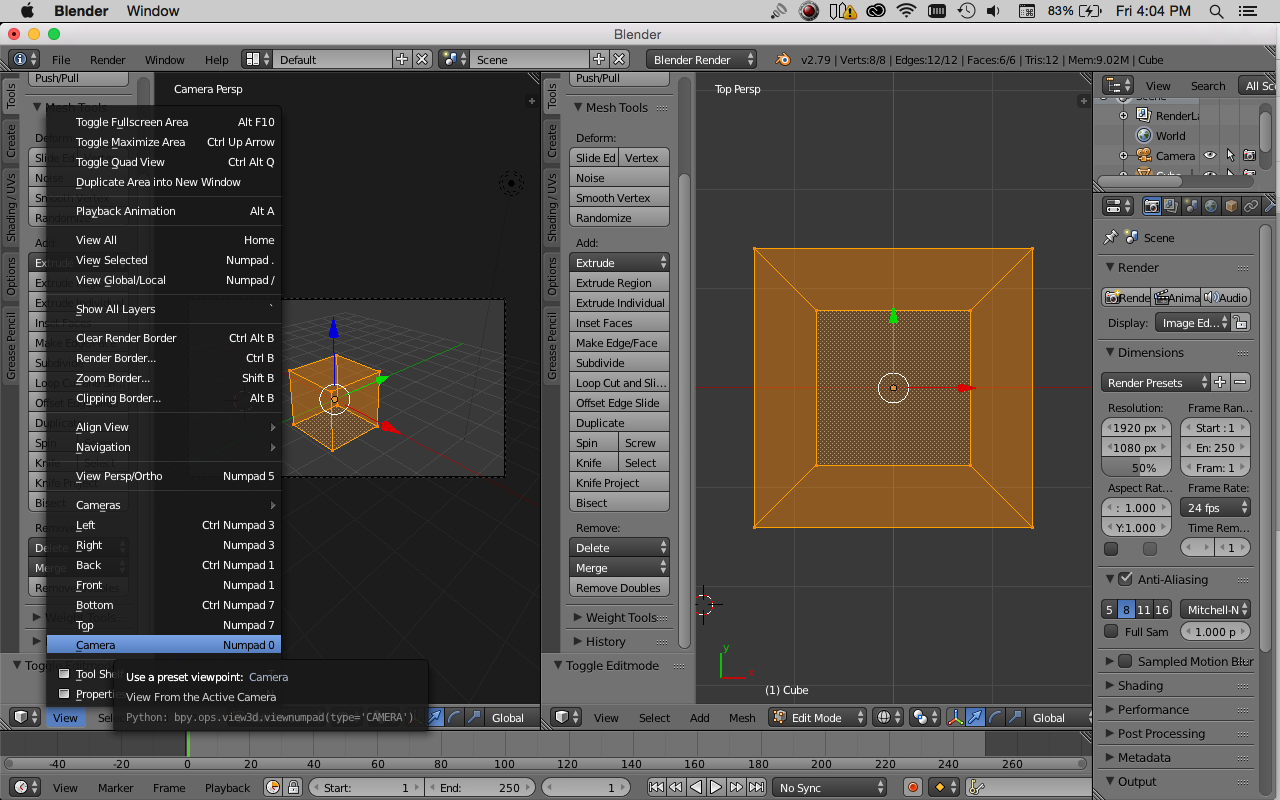 Blender Window 83% Fri 4:04 PM
Blender
File Render Window Help Default Scene Blender Render v2.79 | Verts:8/8 | Edges:12/12 | Faces:6/6 | Tris:12 | Mem:9.02M | Cube
Push/Pull
Tools
Create
Shading / UVs
Options
Grease Pencil
Camera Persp
Mesh Tools
Toggle Fullscreen Area Alt F10
Toggle Maximize Area Ctrl Up Arrow
Toggle Quad View Ctrl Alt Q
Duplicate Area into New Window
Playback Animation Alt A
View All Home
View Selected Numpad .
View Global/Local Numpad /
Show All Layers `
Clear Render Border Ctrl Alt B
Render Border... Ctrl B
Zoom Border... Shift B
Clipping Border... Alt B
Align View
Navigation
View Persp/Ortho Numpad 5
Cameras
Left Ctrl Numpad 3
Right Numpad 3
Back Ctrl Numpad 1
Front Numpad 1
Bottom Ctrl Numpad 7
Top Numpad 7
Camera Numpad 0
Tool Shel
Properti
Use a preset viewpoint: Camera
View From the Active Camera
Python: bpy.ops.view3d.viewnumpad(type='CAMERA')
View Global
Push/Pull
Tools
Create
Shading / UVs
Options
Grease Pencil
Mesh Tools
Deform:
Slide Ed Vertex
Noise
Smooth Vertex
Randomize
Add:
Extrude
Extrude Region
Extrude Individual
Inset Faces
Make Edge/Face
Subdivide
Loop Cut and Sli...
Offset Edge Slide
Duplicate
Spin Screw
Knife Select
Knife Project
Bisect
Remove:
Delete
Merge
Remove Doubles
Weight Tools
History
Toggle Editmode
Top Persp
y
x
(1) Cube
View Select Add Mesh Edit Mode Global
View Search All Sc
Scene
RenderLa
World
Camera
Cube
Scene
Render
Rende Anima Audio
Display: Image Ed...
Dimensions
Render Presets
Resolution: Frame Ran...
1920 px Start: 1
1080 px En: 250
50% Fram: 1
Aspect Rat... Frame Rate:
: 1.000 24 fps
Y:1.000 Time Rem...
1
Anti-Aliasing
5 8 11 16 Mitchell-N
Full Sam 1.000 p
Sampled Motion Blur
Shading
Performance
Post Processing
Metadata
Output
-40 -20 0 20 40 60 80 100 120 140 160 180 200 220 240 260
View Marker Frame Playback Start: 1 End: 250 1 No Sync